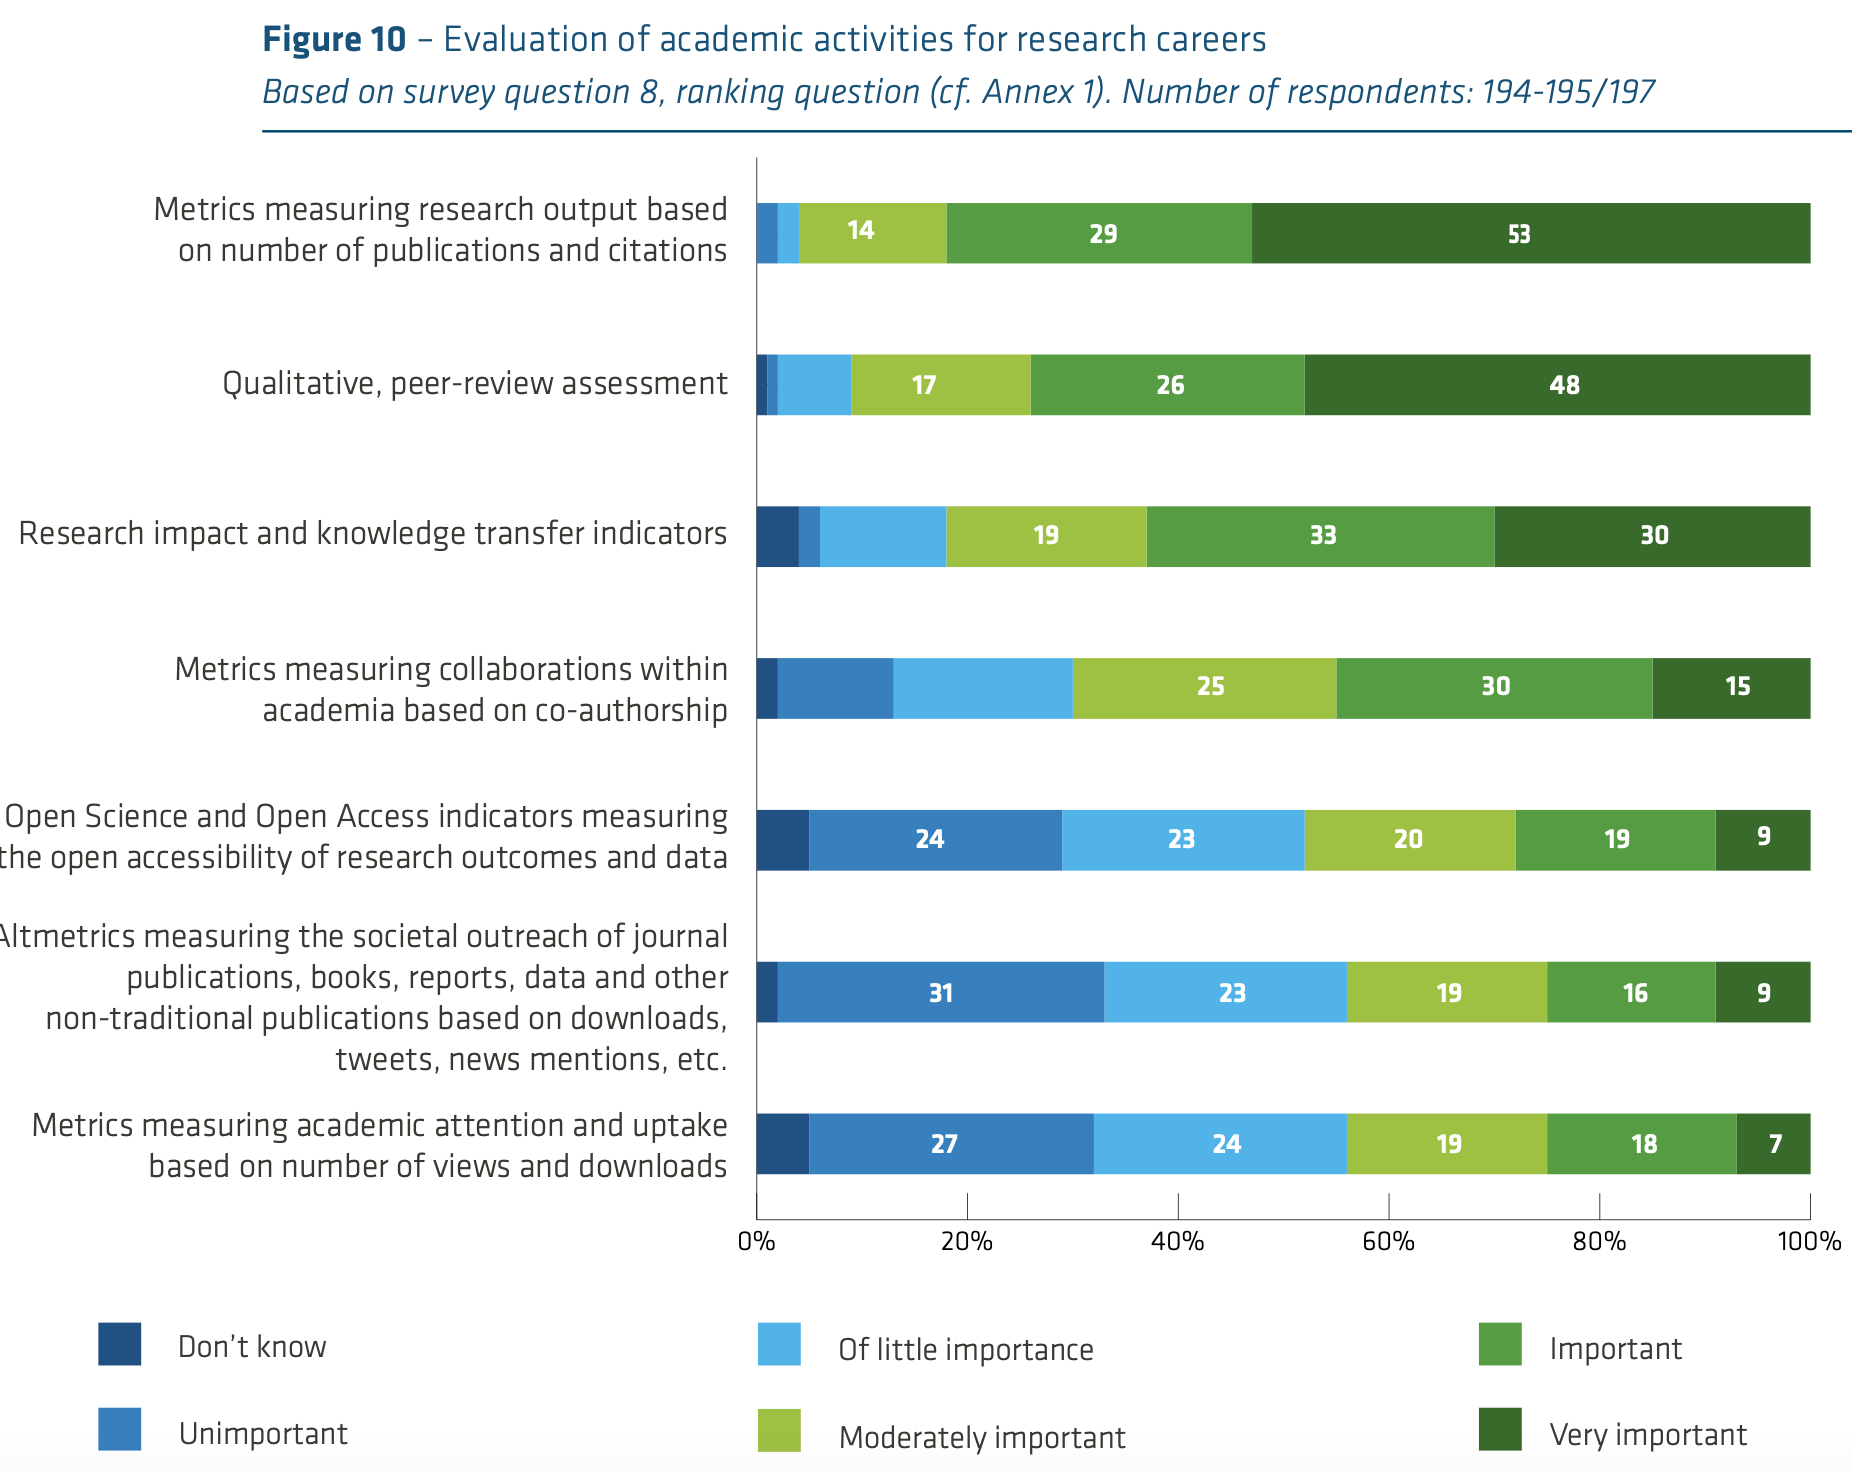 Figure 10 – Evaluation of academic activities for research careers
Based on survey question 8, ranking question (cf. Annex 1). Number of respondents: 194-195/197
Metrics measuring research output based
on number of publications and citations
14 29 53
Qualitative, peer-review assessment
17 26 48
Research impact and knowledge transfer indicators
19 33 30
Metrics measuring collaborations within
academia based on co-authorship
25 30 15
Open Science and Open Access indicators measuring
the open accessibility of research outcomes and data
24 23 20 19 9
Altmetrics measuring the societal outreach of journal
publications, books, reports, data and other
non-traditional publications based on downloads,
tweets, news mentions, etc.
31 23 19 16 9
Metrics measuring academic attention and uptake
based on number of views and downloads
27 24 19 18 7
0% 20% 40% 60% 80% 100%
Don't know
Of little importance
Important
Unimportant
Moderately important
Very important